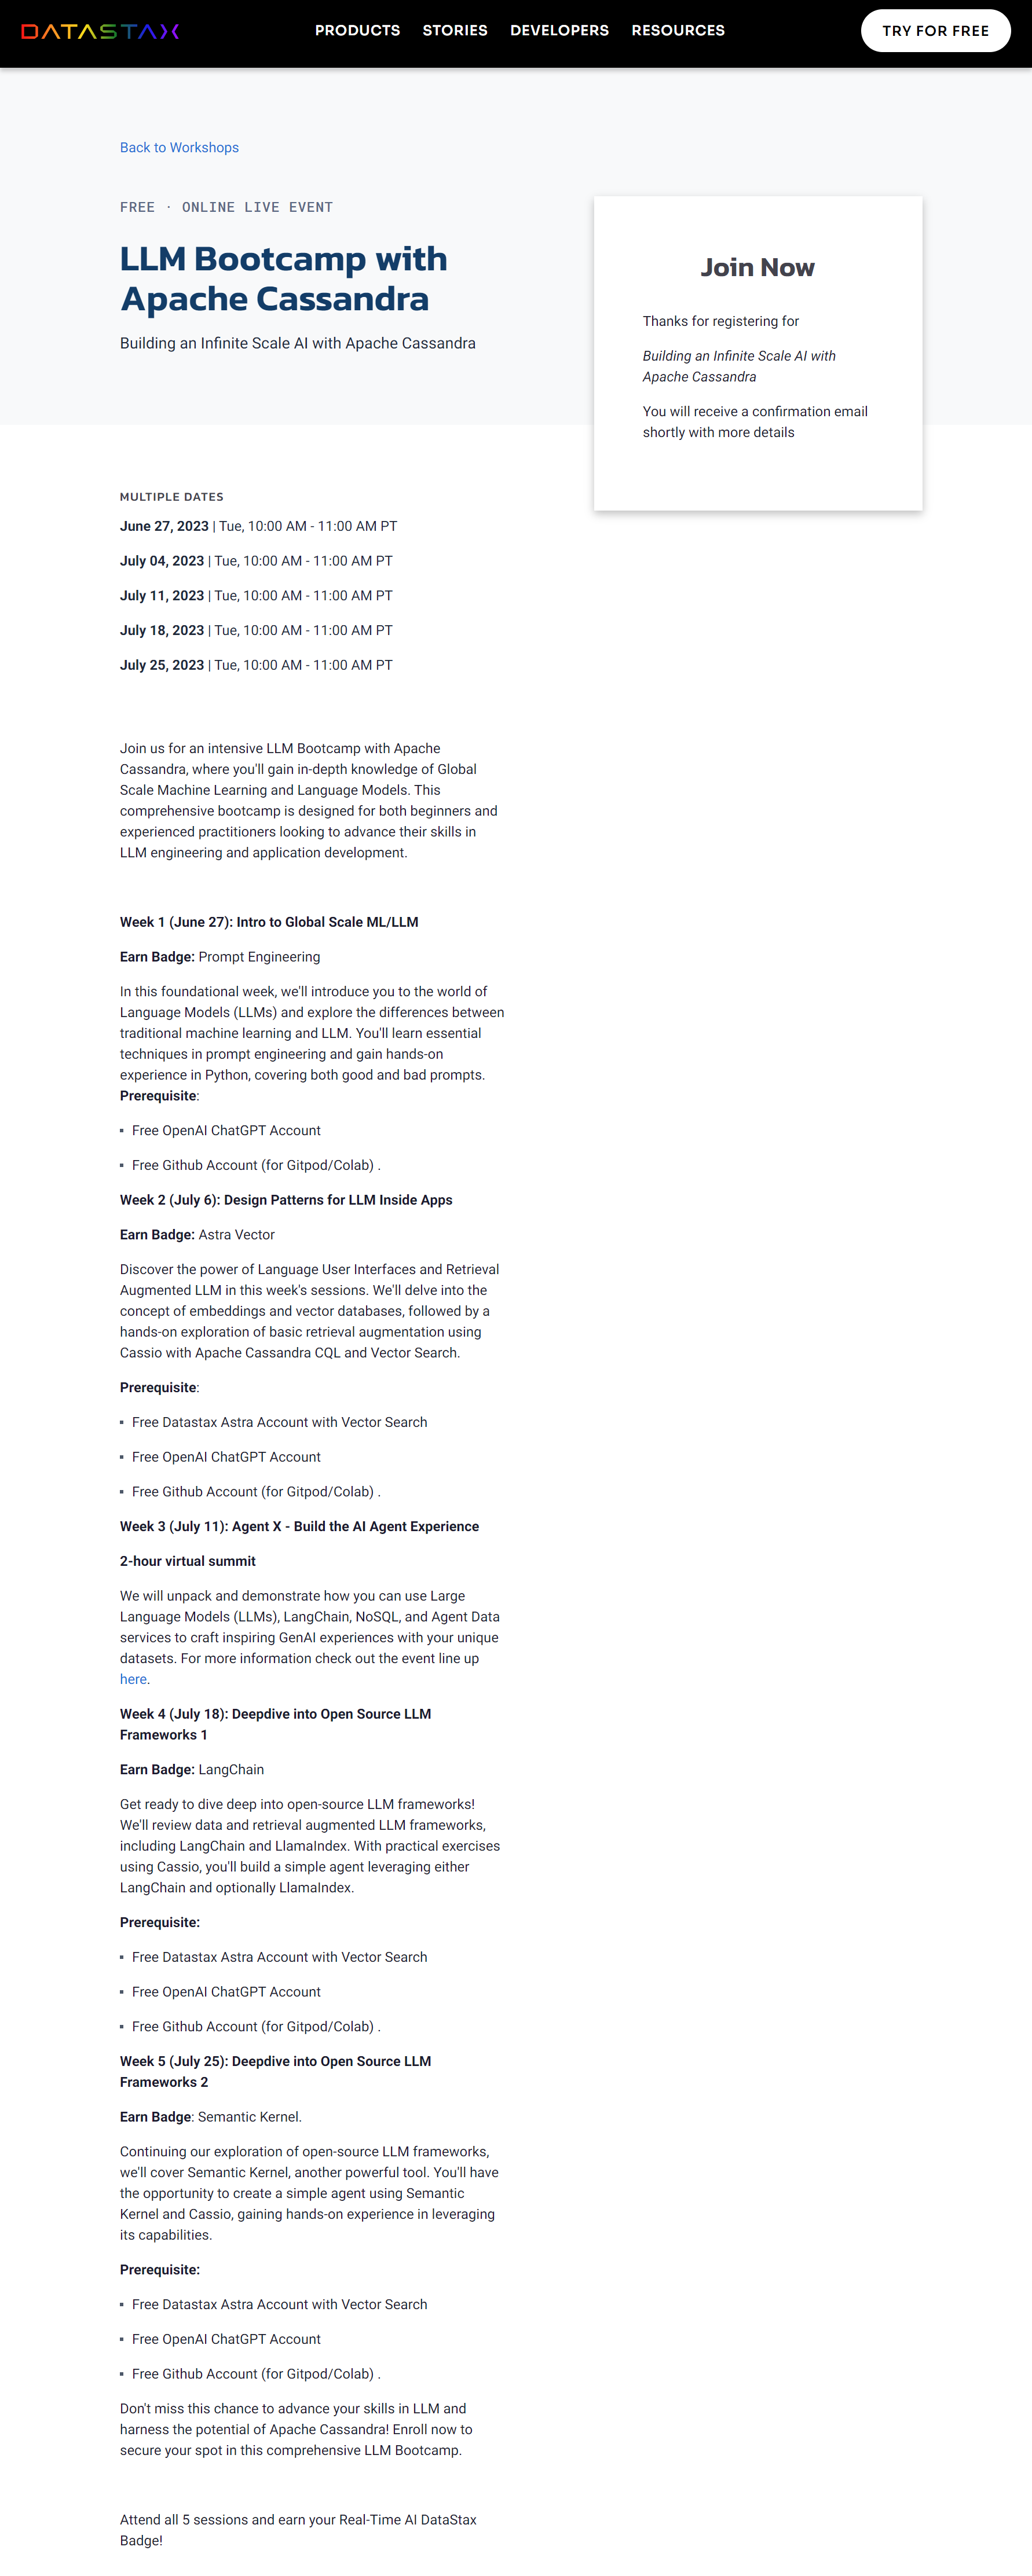 DATASTAX
PRODUCTS STORIES DEVELOPERS RESOURCES
TRY FOR FREE
Back to Workshops
FREE · ONLINE LIVE EVENT
LLM Bootcamp with
Apache Cassandra
Building an Infinite Scale AI with Apache Cassandra
Join Now
Thanks for registering for
Building an Infinite Scale AI with
Apache Cassandra
You will receive a confirmation email
shortly with more details
MULTIPLE DATES
June 27, 2023 | Tue, 10:00 AM - 11:00 AM PT
July 04, 2023 | Tue, 10:00 AM - 11:00 AM PT
July 11, 2023 | Tue, 10:00 AM - 11:00 AM PT
July 18, 2023 | Tue, 10:00 AM - 11:00 AM PT
July 25, 2023 | Tue, 10:00 AM - 11:00 AM PT
Join us for an intensive LLM Bootcamp with Apache
Cassandra, where you'll gain in-depth knowledge of Global
Scale Machine Learning and Language Models. This
comprehensive bootcamp is designed for both beginners and
experienced practitioners looking to advance their skills in
LLM engineering and application development.
Week 1 (June 27): Intro to Global Scale ML/LLM
Earn Badge: Prompt Engineering
In this foundational week, we'll introduce you to the world of
Language Models (LLMs) and explore the differences between
traditional machine learning and LLM. You'll learn essential
techniques in prompt engineering and gain hands-on
experience in Python, covering both good and bad prompts.
Prerequisite:
▪ Free OpenAI ChatGPT Account
▪ Free Github Account (for Gitpod/Colab) .
Week 2 (July 6): Design Patterns for LLM Inside Apps
Earn Badge: Astra Vector
Discover the power of Language User Interfaces and Retrieval
Augmented LLM in this week's sessions. We'll delve into the
concept of embeddings and vector databases, followed by a
hands-on exploration of basic retrieval augmentation using
Cassio with Apache Cassandra CQL and Vector Search.
Prerequisite:
▪ Free Datastax Astra Account with Vector Search
▪ Free OpenAI ChatGPT Account
▪ Free Github Account (for Gitpod/Colab) .
Week 3 (July 11): Agent X - Build the AI Agent Experience
2-hour virtual summit
We will unpack and demonstrate how you can use Large
Language Models (LLMs), LangChain, NoSQL, and Agent Data
services to craft inspiring GenAI experiences with your unique
datasets. For more information check out the event line up
here.
Week 4 (July 18): Deepdive into Open Source LLM
Frameworks 1
Earn Badge: LangChain
Get ready to dive deep into open-source LLM frameworks!
We'll review data and retrieval augmented LLM frameworks,
including LangChain and LlamaIndex. With practical exercises
using Cassio, you'll build a simple agent leveraging either
LangChain and optionally LlamaIndex.
Prerequisite:
▪ Free Datastax Astra Account with Vector Search
▪ Free OpenAI ChatGPT Account
▪ Free Github Account (for Gitpod/Colab) .
Week 5 (July 25): Deepdive into Open Source LLM
Frameworks 2
Earn Badge: Semantic Kernel.
Continuing our exploration of open-source LLM frameworks,
we'll cover Semantic Kernel, another powerful tool. You'll have
the opportunity to create a simple agent using Semantic
Kernel and Cassio, gaining hands-on experience in leveraging
its capabilities.
Prerequisite:
▪ Free Datastax Astra Account with Vector Search
▪ Free OpenAI ChatGPT Account
▪ Free Github Account (for Gitpod/Colab) .
Don't miss this chance to advance your skills in LLM and
harness the potential of Apache Cassandra! Enroll now to
secure your spot in this comprehensive LLM Bootcamp.
Attend all 5 sessions and earn your Real-Time AI DataStax
Badge!